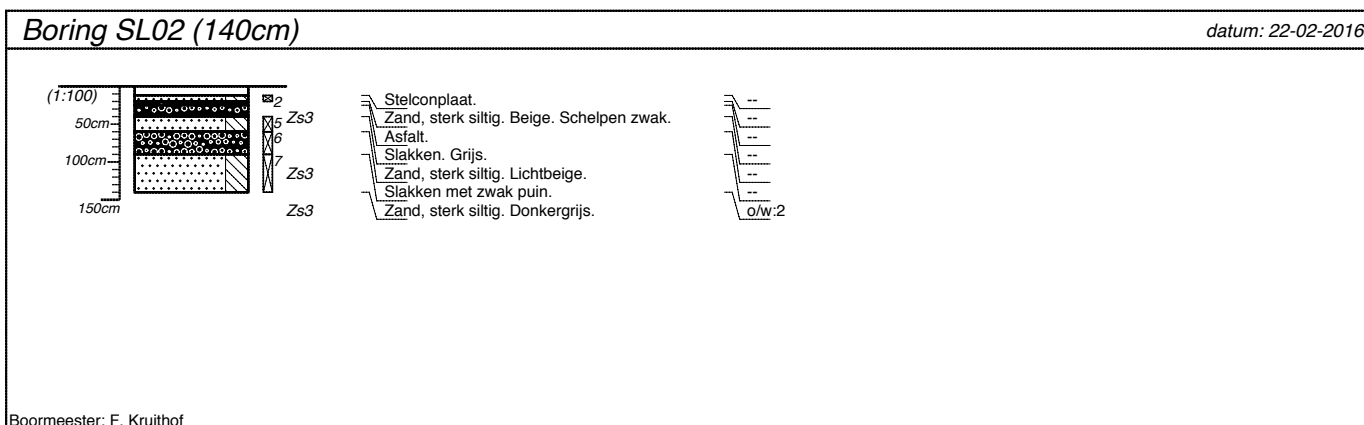 Boring SL02 (140cm) datum: 22-02-2016
(1:100) 2 Stelconplaat. --
50cm 5 Zs3 Zand, sterk siltig. Beige. Schelpen zwak. --
6 Asfalt. --
100cm 7 Slakken. Grijs. --
Zs3 Zand, sterk siltig. Lichtbeige. --
Slakken met zwak puin. --
150cm Zs3 Zand, sterk siltig. Donkergrijs. o/w:2
Boormeester: F. Kruithof